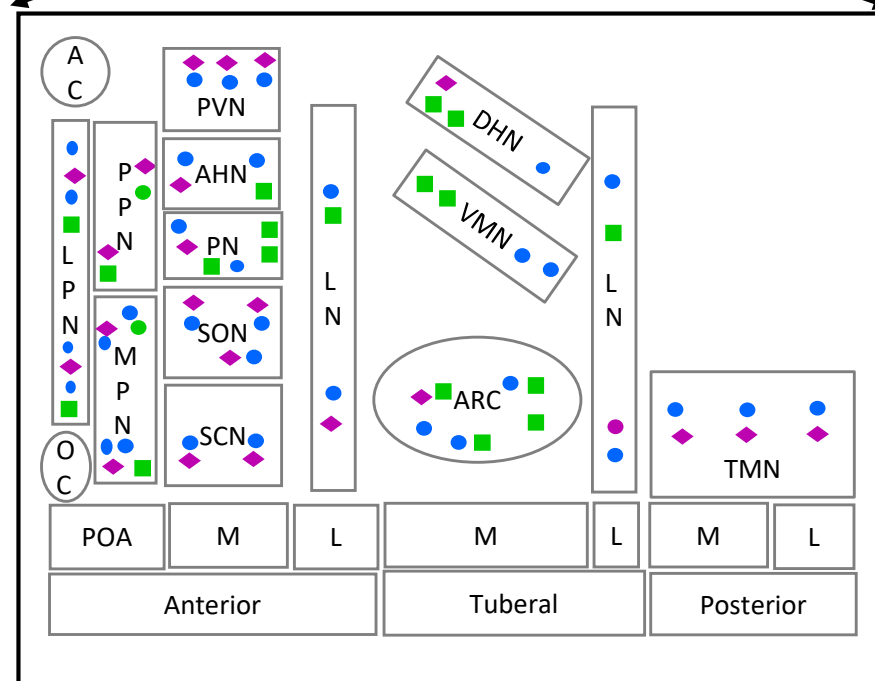 A
C
PVN
DHN
P
P
N
AHN
VMN
PN
L
P
N
L
N
L
N
SON
M
P
N
ARC
SCN
O
C
TMN
POA
M
L
M
L
M
L
Anterior
Tuberal
Posterior